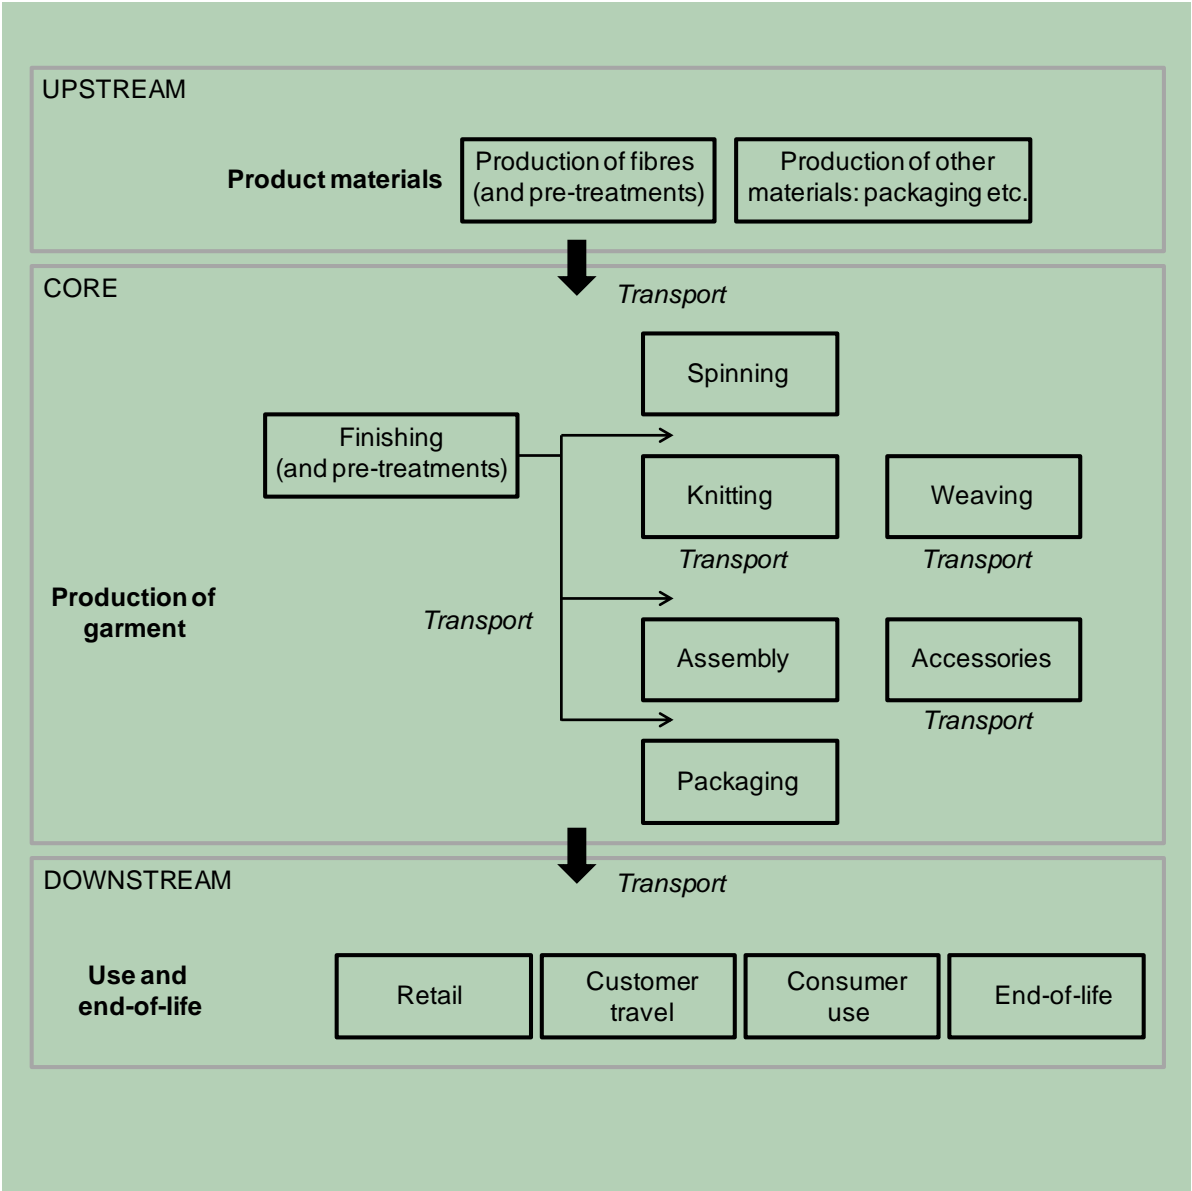 UPSTREAM
Product materials
Production of fibres
(and pre-treatments)
Production of other
materials: packaging etc.
CORE
Transport
Spinning
Finishing
(and pre-treatments)
Knitting
Weaving
Transport
Transport
Production of
garment
Transport
Assembly
Accessories
Transport
Packaging
DOWNSTREAM
Transport
Use and
end-of-life
Retail
Customer
travel
Consumer
use
End-of-life